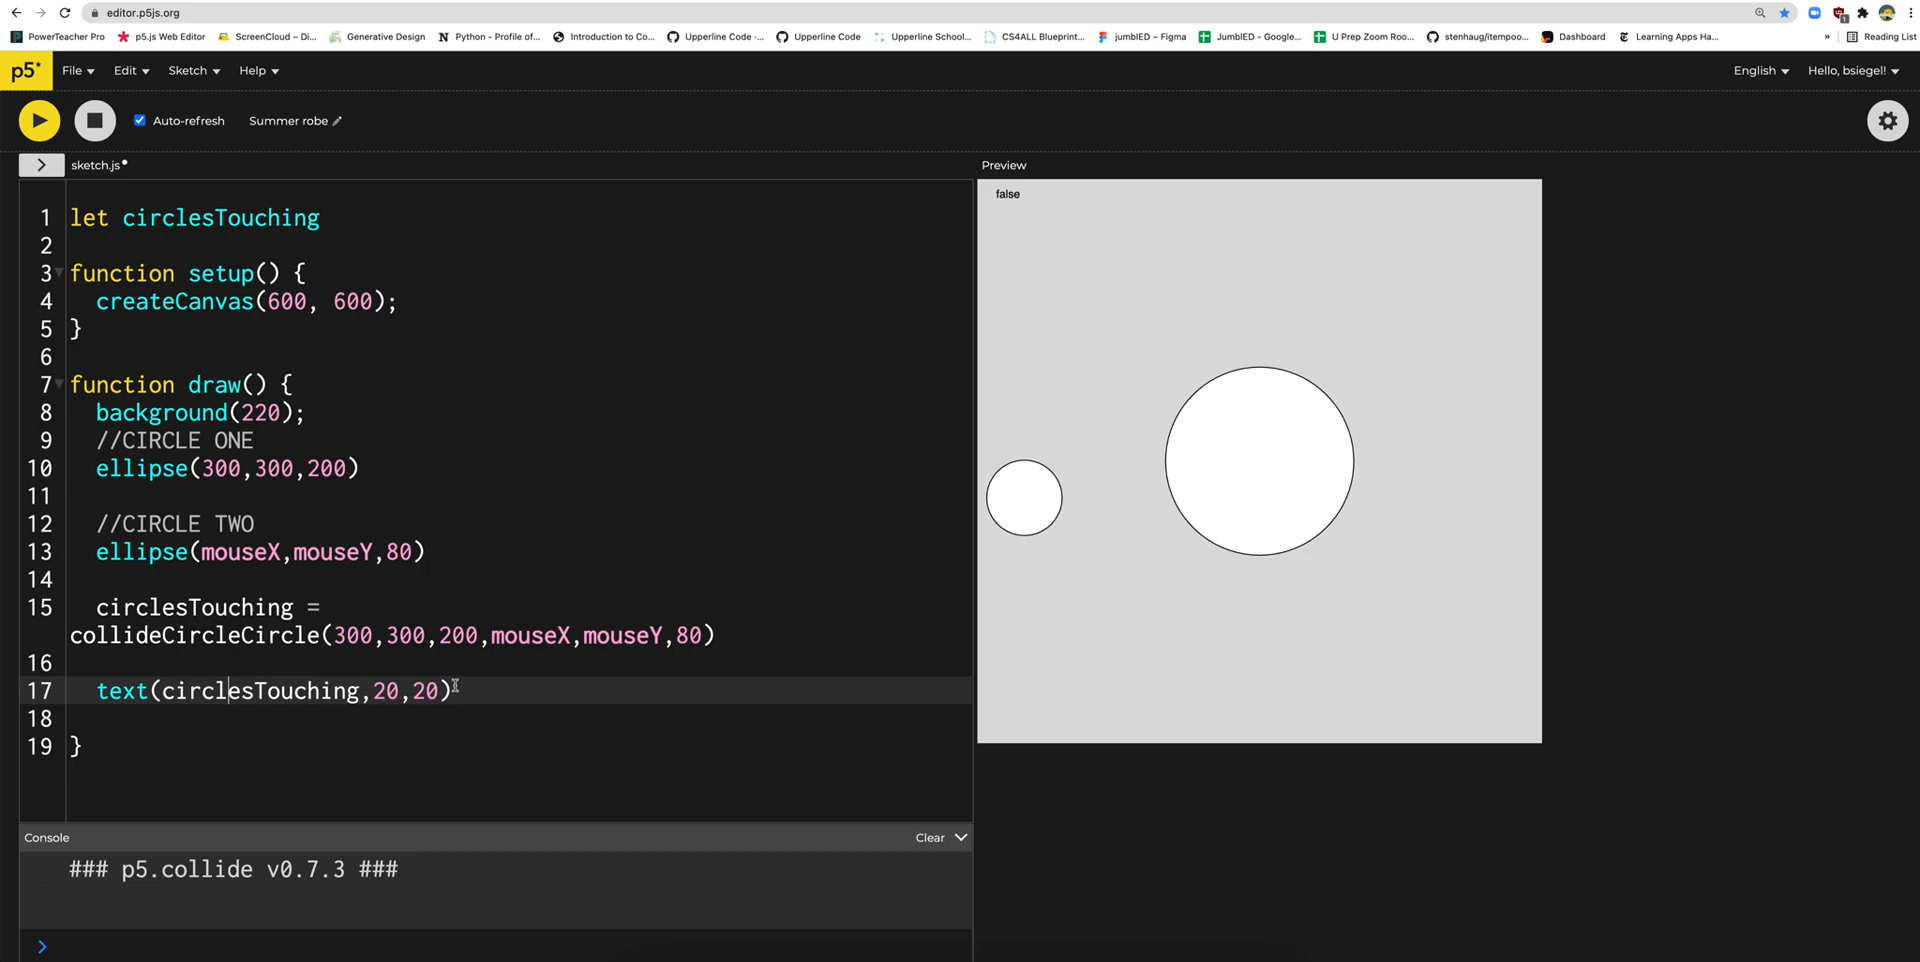 editor.p5js.org
PowerTeacher Pro p5.js Web Editor ScreenCloud – Di... Generative Design Python - Profile of... Introduction to Co... Upperline Code -... Upperline Code Upperline School... CS4ALL Blueprint... jumblED – Figma JumblED - Google... U Prep Zoom Roo... stenhaug/itempoo... Dashboard Learning Apps Ha... » Reading List
p5* File Edit Sketch Help English Hello, bsiegel!
Auto-refresh Summer robe
> sketch.js Preview
false
1 let circlesTouching
2
3 function setup() {
4 createCanvas(600, 600);
5 }
6
7 function draw() {
8 background(220);
9 //CIRCLE ONE
10 ellipse(300,300,200)
11
12 //CIRCLE TWO
13 ellipse(mouseX,mouseY,80)
14
15 circlesTouching =
collideCircleCircle(300,300,200,mouseX,mouseY,80)
16
17 text(circlesTouching,20,20)
18
19 }
Console Clear
### p5.collide v0.7.3 ###
>